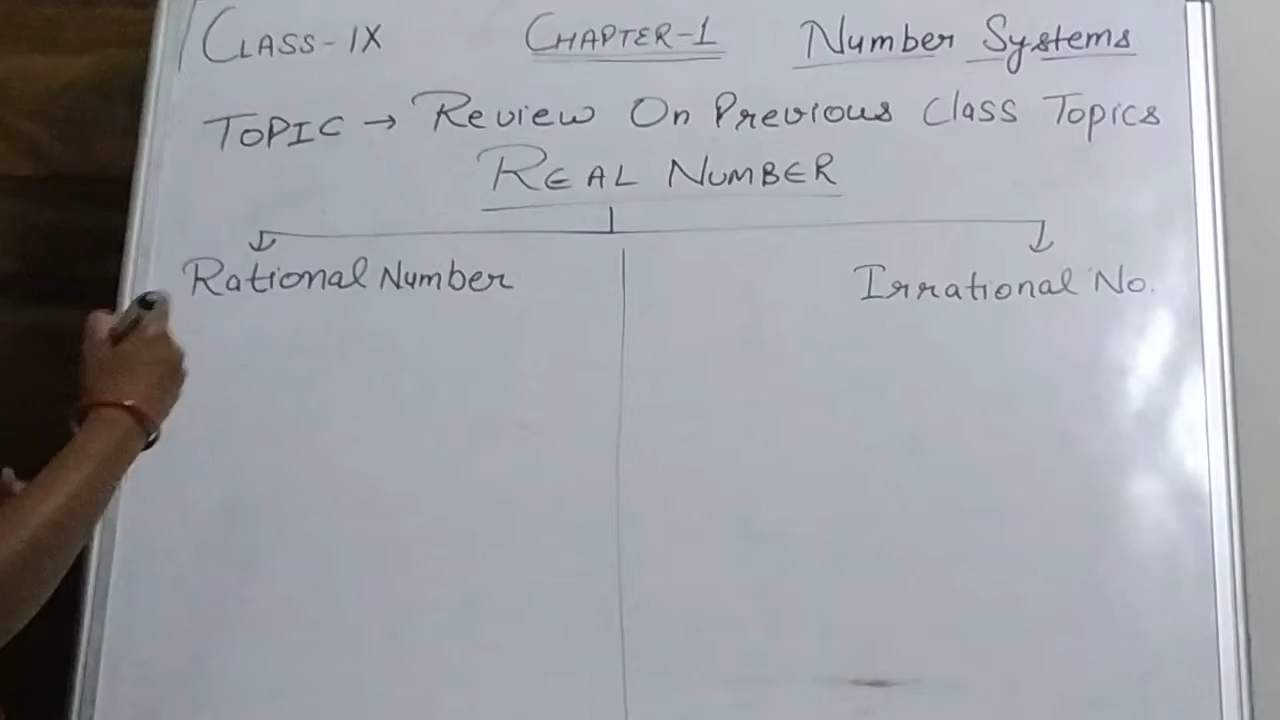 CLASS-IX CHAPTER-1 Number Systems
TOPIC → Review On Previous Class Topics
REAL NUMBER
Rational Number Irrational No.